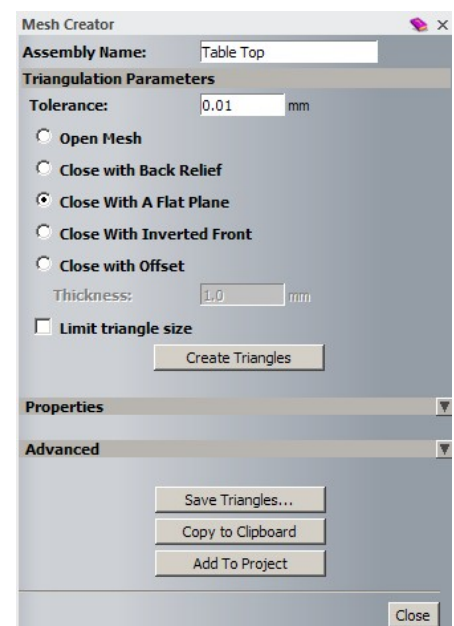 Mesh Creator
Assembly Name: Table Top
Triangulation Parameters
Tolerance: 0.01 mm
Open Mesh
Close with Back Relief
Close With A Flat Plane
Close With Inverted Front
Close with Offset
Thickness: 1.0 mm
Limit triangle size
Create Triangles
Properties
Advanced
Save Triangles...
Copy to Clipboard
Add To Project
Close